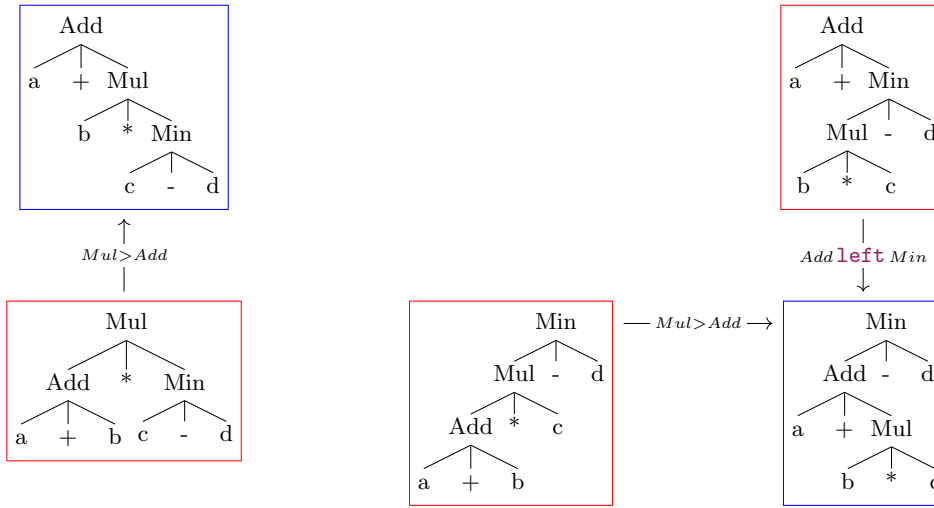 Add
a + Mul
b * Min
c - d
Mul>Add
Mul
Add * Min
a + b c - d
Min
Mul - d
Add * c
a + b
Mul>Add
Add
a + Min
Mul - d
b * c
Add left Min
Min
Add - d
a + Mul
b *